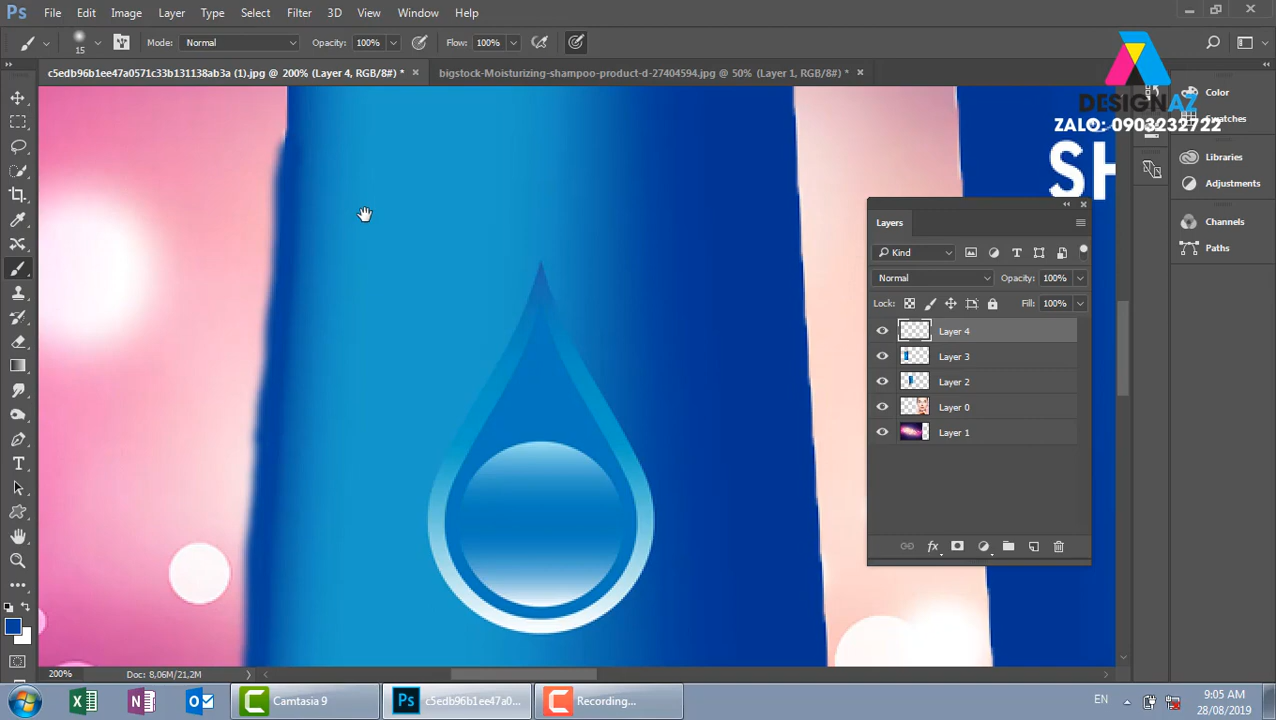 Ps File Edit Image Layer Type Select Filter 3D View Window Help
15 Mode: Normal Opacity: 100% Flow: 100%
c5edb96b1ee47a0571c33b131138ab3a (1).jpg @ 200% (Layer 4, RGB/8#) * × bigstock-Moisturizing-shampoo-product-d-27404594.jpg @ 50% (Layer 1, RGB/8#) * ×
DESIGNAZ
ZALO: 0903232722
Color
Swatches
Libraries
Adjustments
Channels
Paths
SH
Layers
Kind
Normal Opacity: 100%
Lock: Fill: 100%
Layer 4
Layer 3
Layer 2
Layer 0
Layer 1
fx
200% Doc: 8,06M/21,2M
Camtasia 9 c5edb96b1ee47a0... Recording... EN 9:05 AM
28/08/2019